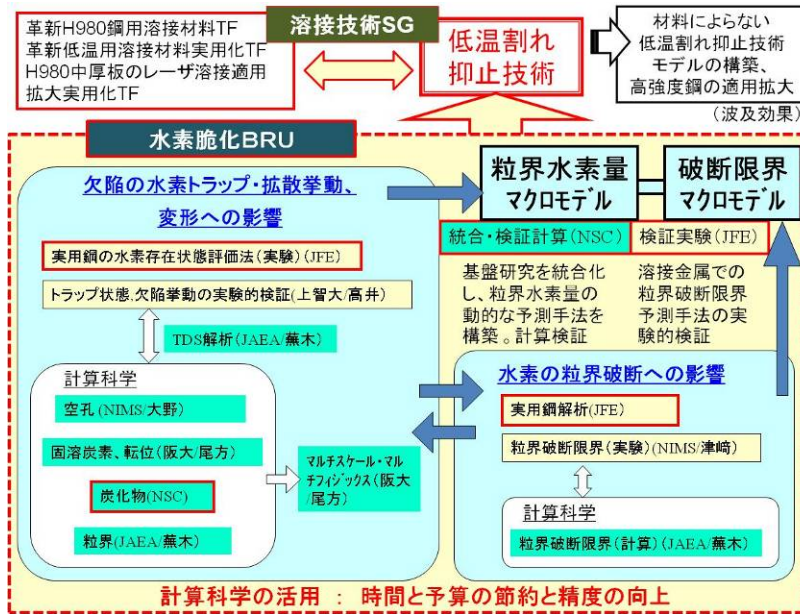 革新H980鋼用溶接材料TF
革新低温用溶接材料実用化TF
H980中厚板のレーザ溶接適用
拡大実用化TF
溶接技術SG
低温割れ
抑止技術
材料によらない
低温割れ抑止技術
モデルの構築、
高強度鋼の適用拡大
(波及効果)
水素脆化BRU
欠陥の水素トラップ・拡散挙動、
変形への影響
実用鋼の水素存在状態評価法(実験)(JFE)
トラップ状態、欠陥挙動の実験的検証(上智大/高井)
TDS解析(JAEA/蕪木)
計算科学
空孔(NIMS/大野)
固溶炭素、転位(阪大/尾方)
炭化物(NSC)
粒界(JAEA/蕪木)
マルチスケール・マル
チフィジックス(阪大
/尾方)
粒界水素量
マクロモデル
破断限界
マクロモデル
統合・検証計算(NSC)
検証実験(JFE)
基盤研究を統合化
し、粒界水素量の
動的な予測手法を
構築。計算検証
溶接金属での
粒界破断限界
予測手法の実
験的検証
水素の粒界破断への影響
実用鋼解析(JFE)
粒界破断限界(実験)(NIMS/津﨑)
計算科学
粒界破断限界(計算)(JAEA/蕪木)
計算科学の活用 : 時間と予算の節約と精度の向上